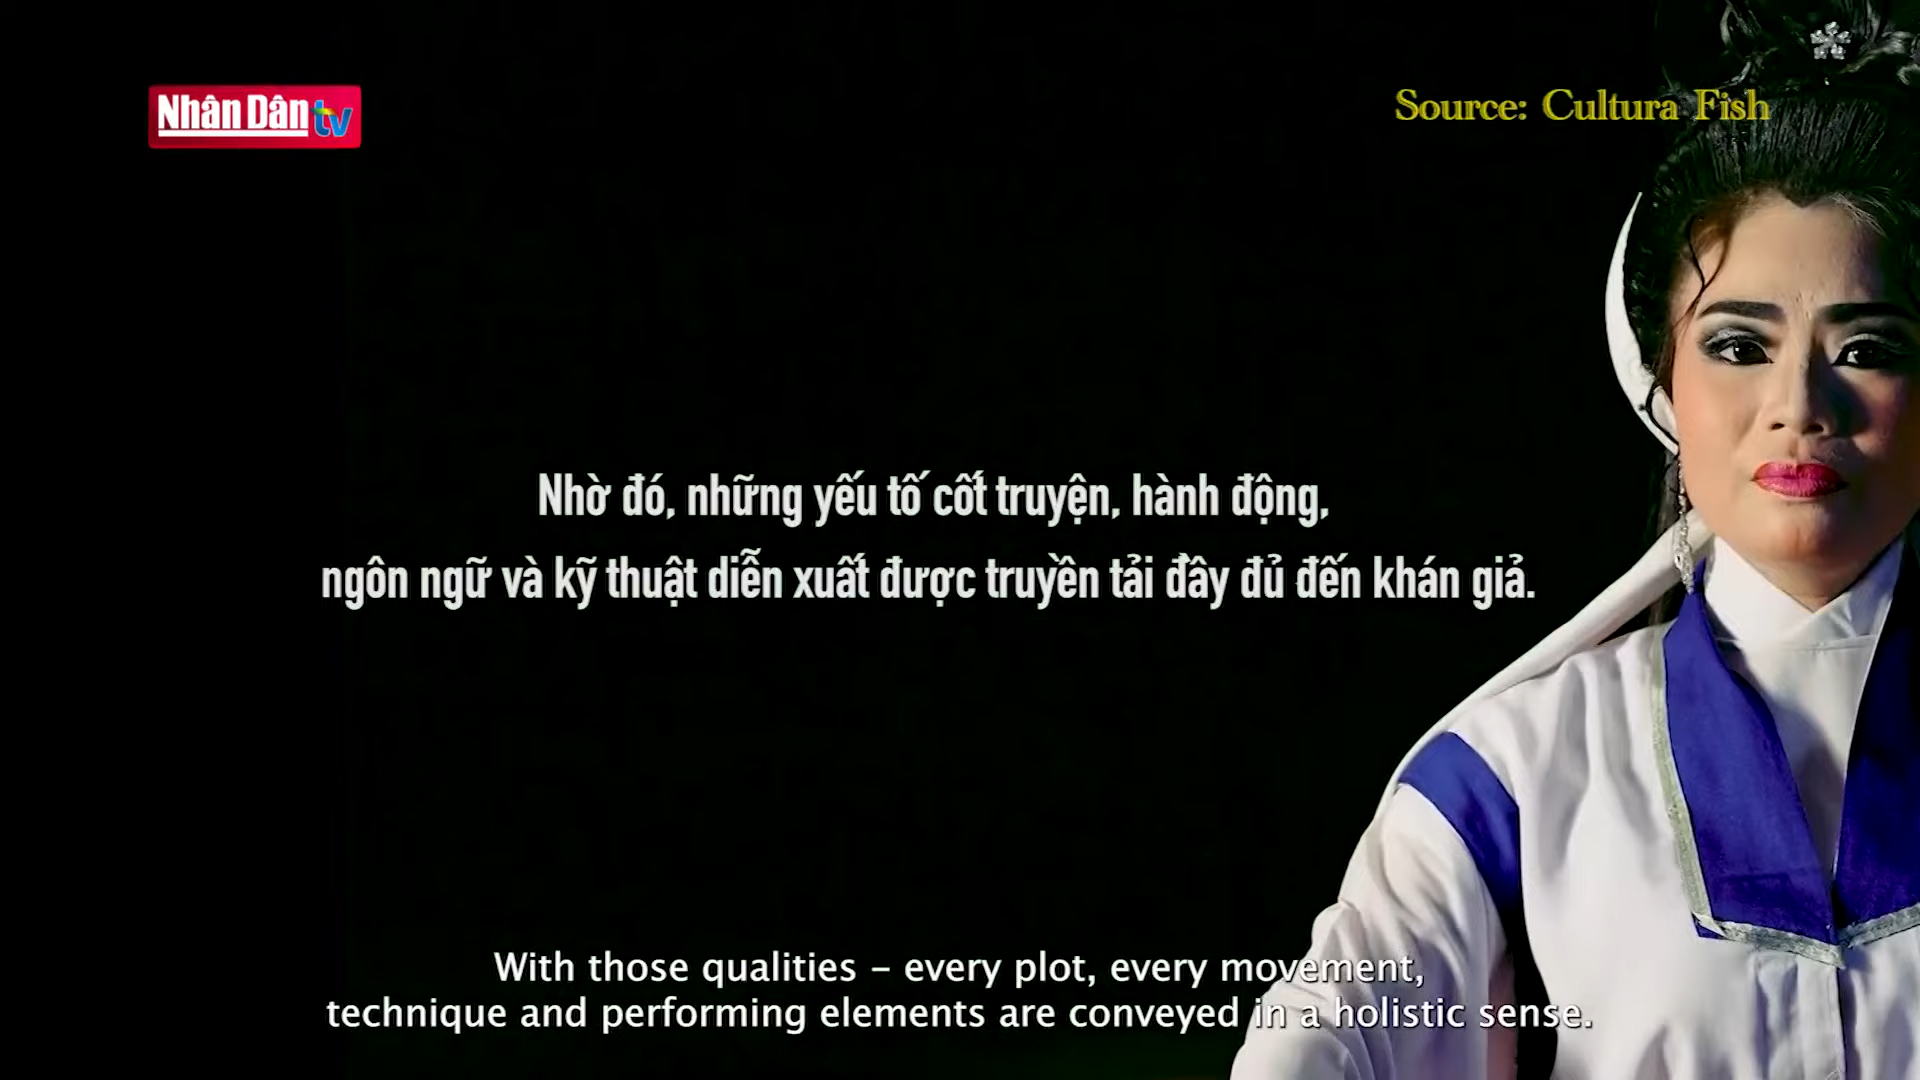 Nhân Dân tv
Source: Cultura Fish
Nhờ đó, những yếu tố cốt truyện, hành động,
ngôn ngữ và kỹ thuật diễn xuất được truyền tải đầy đủ đến khán giả.
With those qualities – every plot, every movement,
technique and performing elements are conveyed in a holistic sense.